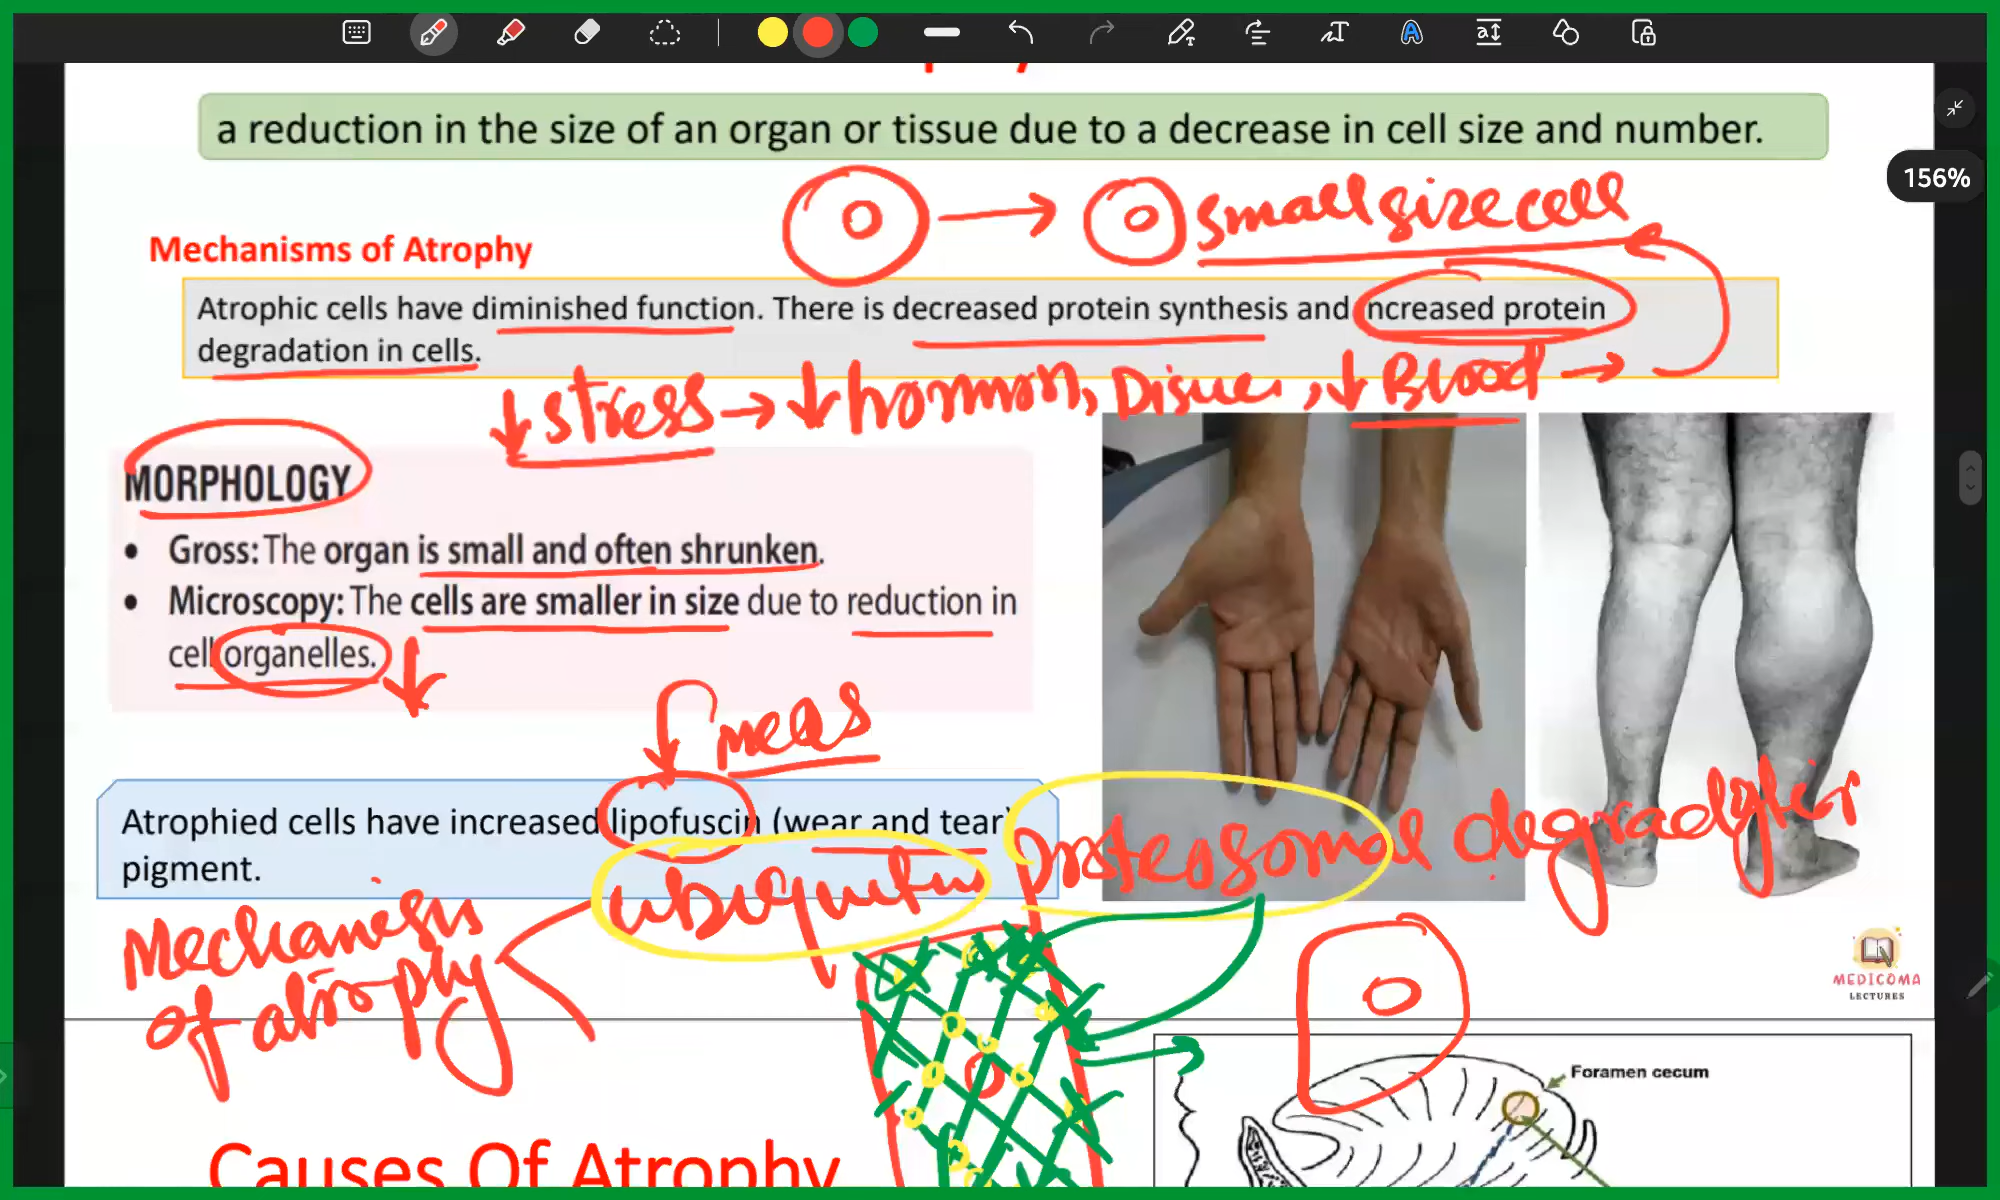 156%
a reduction in the size of an organ or tissue due to a decrease in cell size and number.
small size cell
Mechanisms of Atrophy
Atrophic cells have diminished function. There is decreased protein synthesis and increased protein
degradation in cells.
↓ stress → ↓ hormon, Disues, ↓ Blood →
MORPHOLOGY
• Gross: The organ is small and often shrunken.
• Microscopy: The cells are smaller in size due to reduction in
cell organelles.
Atrophied cells have increased lipofuscin (wear and tear)
pigment.
proteosomal
Mechanisis
of atrophy
MEDICOMA
LECTURES
Foramen cecum
Causes Of Atrophy